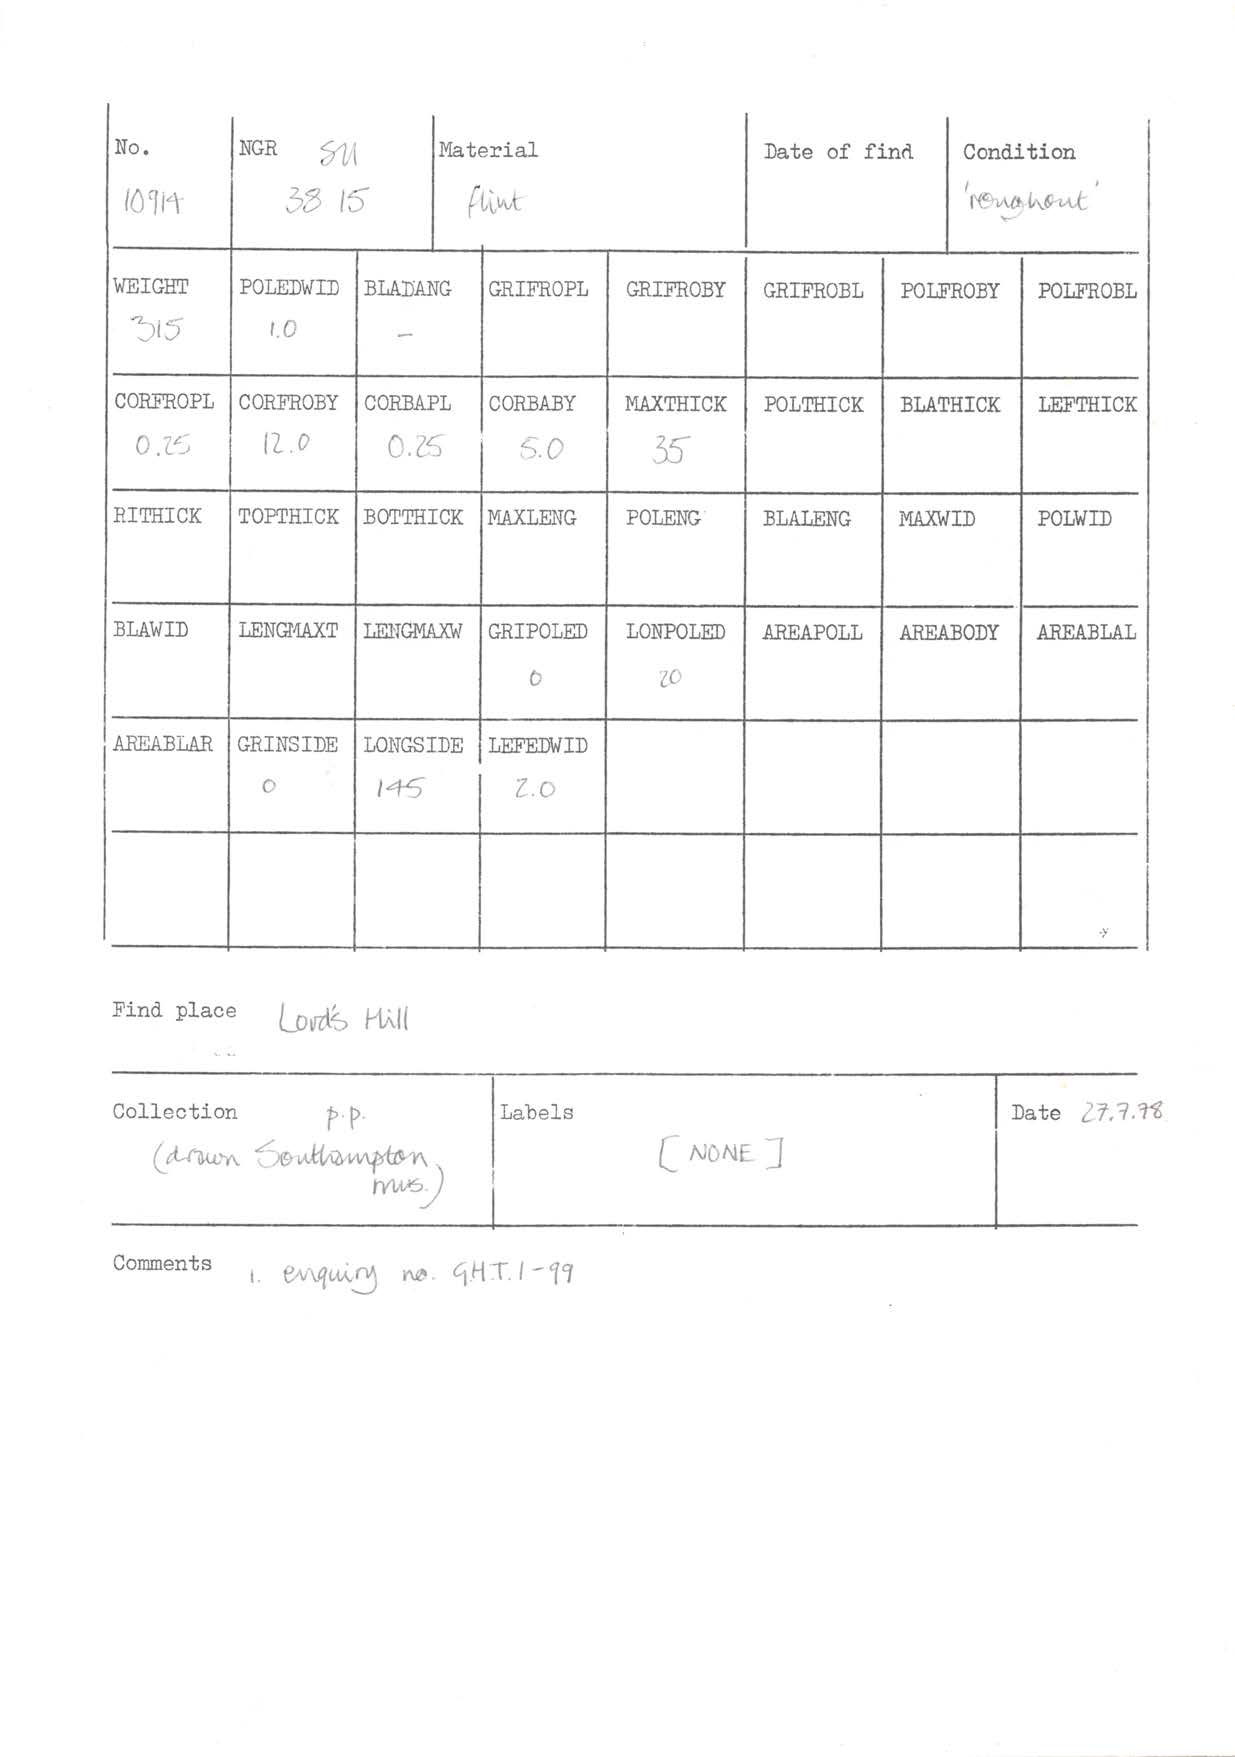 No. NGR SU Material Date of find Condition
10914 38 15 flint 'roughout'
WEIGHT POLEDWID BLADANG GRIFROPL GRIFROBY GRIFROBL POLFROBY POLFROBL
315 1.0 –
CORFROPL CORFROBY CORBAPL CORBABY MAXTHICK POLTHICK BLATHICK LEFTHICK
0.25 12.0 0.25 5.0 35
RITHICK TOPTHICK BOTTHICK MAXLENG POLENG BLALENG MAXWID POLWID
BLAWID LENGMAXT LENGMAXW GRIPOLED LONPOLED AREAPOLL AREABODY AREABLAL
0 20
AREABLAR GRINSIDE LONGSIDE LEFEDWID
0 145 2.0
Find place Lord's Hill
Collection p.p. Labels Date 27.7.78
(drawn Southampton [NONE]
mus.)
Comments 1. enquiry no. G.H.T. 1-99